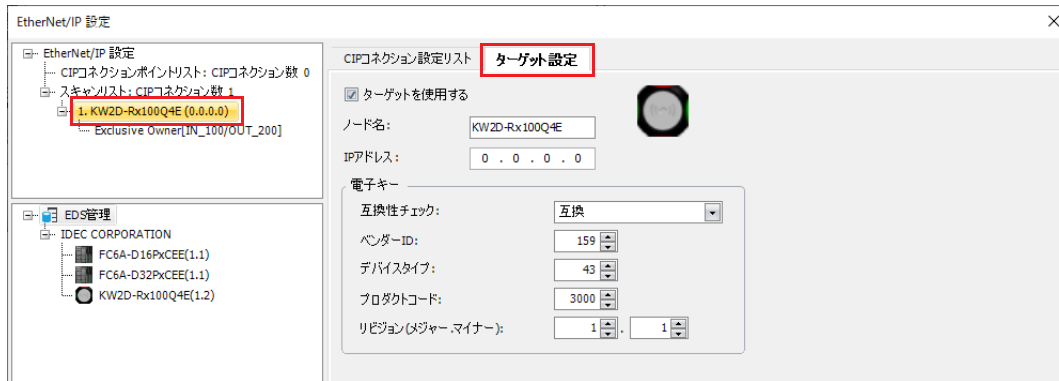 EtherNet/IP 設定
EtherNet/IP 設定
CIPコネクションポイントリスト: CIPコネクション数 0
スキャンリスト: CIPコネクション数 1
1. KW2D-Rx100Q4E (0.0.0.0)
Exclusive Owner[IN_100/OUT_200]
EDS管理
IDEC CORPORATION
FC6A-D16PxCEE(1.1)
FC6A-D32PxCEE(1.1)
KW2D-Rx100Q4E(1.2)
CIPコネクション設定リスト
ターゲット設定
ターゲットを使用する
ノード名: KW2D-Rx100Q4E
IPアドレス: 0 . 0 . 0 . 0
電子キー
互換性チェック: 互換
ベンダーID: 159
デバイスタイプ: 43
プロダクトコード: 3000
リビジョン(メジャー.マイナー): 1 . 1